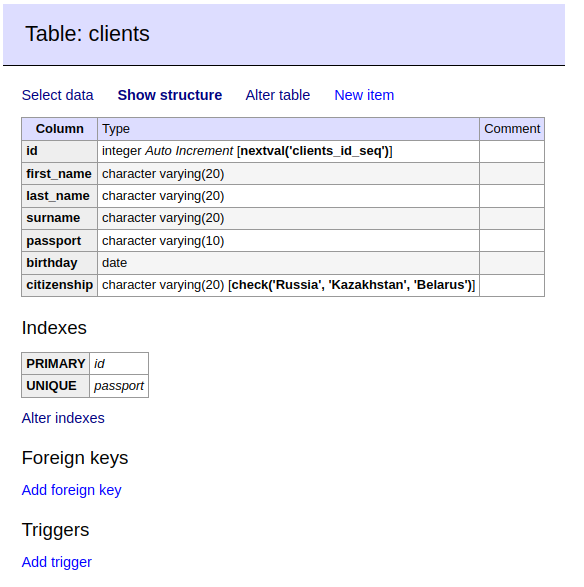 Table: clients
Select data Show structure Alter table New item
Column Type Comment
id integer Auto Increment [nextval('clients_id_seq')]
first_name character varying(20)
last_name character varying(20)
surname character varying(20)
passport character varying(10)
birthday date
citizenship character varying(20) [check('Russia', 'Kazakhstan', 'Belarus')]
Indexes
PRIMARY id
UNIQUE passport
Alter indexes
Foreign keys
Add foreign key
Triggers
Add trigger